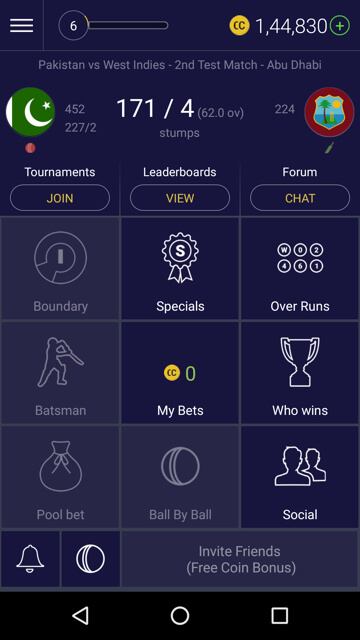 6
CC 1,44,830
Pakistan vs West Indies - 2nd Test Match - Abu Dhabi
452
227/2
171 / 4 (62.0 ov)
stumps
224
Tournaments
Leaderboards
Forum
JOIN
VIEW
CHAT
Boundary
S
Specials
W 0 2
4 6 1
Over Runs
Batsman
CC 0
My Bets
Who wins
Pool bet
Ball By Ball
Social
Invite Friends
(Free Coin Bonus)